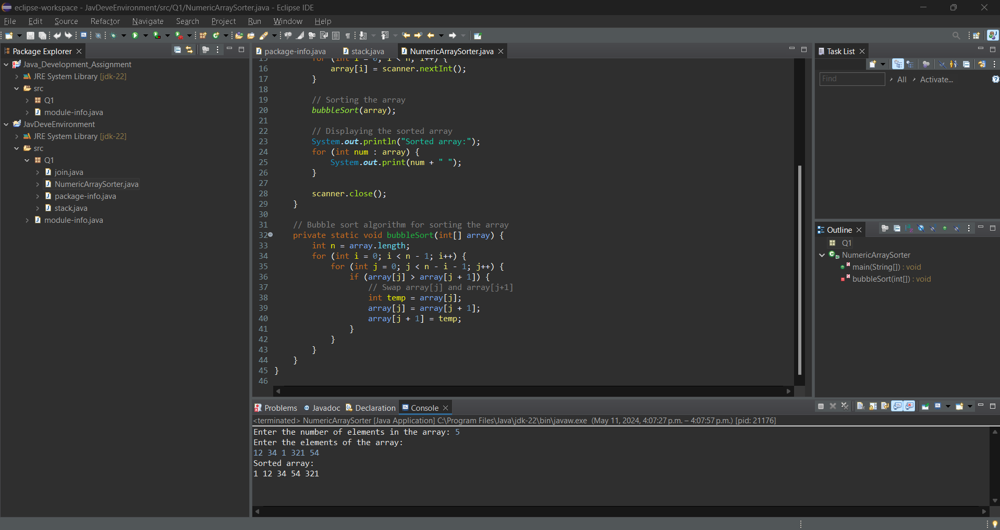 eclipse-workspace - JavDeveEnvironment/src/Q1/NumericArraySorter.java - Eclipse IDE
File Edit Source Refactor Navigate Search Project Run Window Help
Package Explorer
Java_Development_Assignment
JRE System Library [jdk-22]
src
Q1
module-info.java
JavDeveEnvironment
JRE System Library [jdk-22]
src
Q1
join.java
NumericArraySorter.java
package-info.java
stack.java
module-info.java
package-info.java stack.java NumericArraySorter.java
15 for (int i = 0; i < n; i++) {
16 array[i] = scanner.nextInt();
17 }
18
19 // Sorting the array
20 bubbleSort(array);
21
22 // Displaying the sorted array
23 System.out.println("Sorted array:");
24 for (int num : array) {
25 System.out.print(num + " ");
26 }
27
28 scanner.close();
29 }
30
31 // Bubble sort algorithm for sorting the array
32 private static void bubbleSort(int[] array) {
33 int n = array.length;
34 for (int i = 0; i < n - 1; i++) {
35 for (int j = 0; j < n - i - 1; j++) {
36 if (array[j] > array[j + 1]) {
37 // Swap array[j] and array[j+1]
38 int temp = array[j];
39 array[j] = array[j + 1];
40 array[j + 1] = temp;
41 }
42 }
43 }
44 }
45 }
46
Task List
Find All Activate...
Outline
Q1
NumericArraySorter
main(String[]) : void
bubbleSort(int[]) : void
Problems Javadoc Declaration Console
<terminated> NumericArraySorter [Java Application] C:\Program Files\Java\jdk-22\bin\javaw.exe (May 11, 2024, 4:07:27 p.m. – 4:07:57 p.m.) [pid: 21176]
Enter the number of elements in the array: 5
Enter the elements of the array:
12 34 1 321 54
Sorted array:
1 12 34 54 321